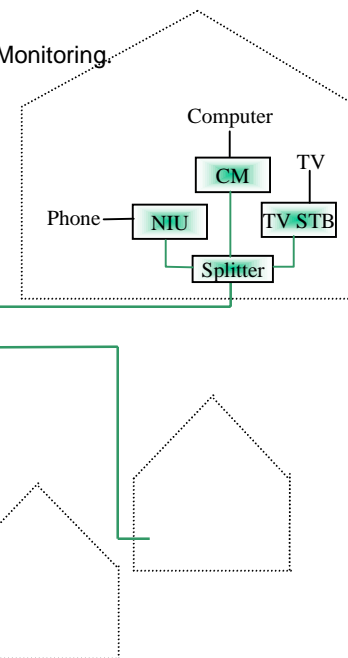 Monitoring.
Computer
CM
TV
Phone
NIU
TV STB
Splitter